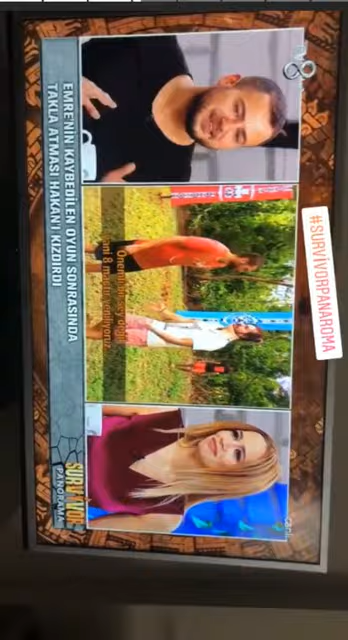 #SURVİVORPANAROMA
EMRE'NİN KAYBEDİLEN OYUN SONRASINDA
TAKLA ATMASI HAKAN'I KIZDIRDI
SURVIVOR
PANORAMA
8